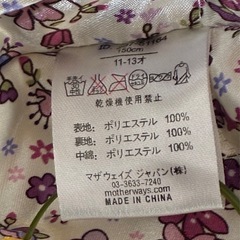 150cm
11-13才
乾燥機使用不可
表地: ポリエステル 100%
裏地: ポリエステル 100%
中綿: ポリエステル 100%
マザウェイズ ジャパン(株)
03-3633-7240
motherways.com
MADE IN CHINA